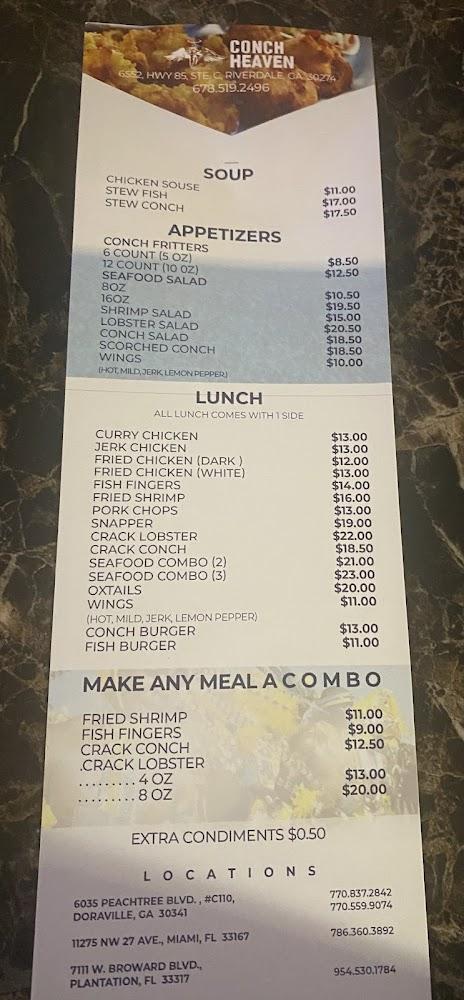 CONCH
HEAVEN
6552, HWY 85, STE. C, RIVERDALE, GA, 30274
678.519.2496
SOUP
CHICKEN SOUSE $11.00
STEW FISH $17.00
STEW CONCH $17.50
APPETIZERS
CONCH FRITTERS
6 COUNT (5 OZ) $8.50
12 COUNT (10 OZ) $12.50
SEAFOOD SALAD
8OZ $10.50
16OZ $19.50
SHRIMP SALAD $15.00
LOBSTER SALAD $20.50
CONCH SALAD $18.50
SCORCHED CONCH $18.50
WINGS $10.00
(HOT, MILD, JERK, LEMON PEPPER)
LUNCH
ALL LUNCH COMES WITH 1 SIDE
CURRY CHICKEN $13.00
JERK CHICKEN $13.00
FRIED CHICKEN (DARK ) $12.00
FRIED CHICKEN (WHITE) $13.00
FISH FINGERS $14.00
FRIED SHRIMP $16.00
PORK CHOPS $13.00
SNAPPER $19.00
CRACK LOBSTER $22.00
CRACK CONCH $18.50
SEAFOOD COMBO (2) $21.00
SEAFOOD COMBO (3) $23.00
OXTAILS $20.00
WINGS $11.00
(HOT, MILD, JERK, LEMON PEPPER)
CONCH BURGER $13.00
FISH BURGER $11.00
MAKE ANY MEAL A COMBO
FRIED SHRIMP $11.00
FISH FINGERS $9.00
CRACK CONCH $12.50
.CRACK LOBSTER
.........4 OZ $13.00
.........8 OZ $20.00
EXTRA CONDIMENTS $0.50
LOCATIONS
6035 PEACHTREE BLVD. , #C110, 770.837.2842
DORAVILLE, GA 30341 770.559.9074
11275 NW 27 AVE., MIAMI, FL 33167 786.360.3892
7111 W. BROWARD BLVD.,
PLANTATION, FL 33317 954.530.1784